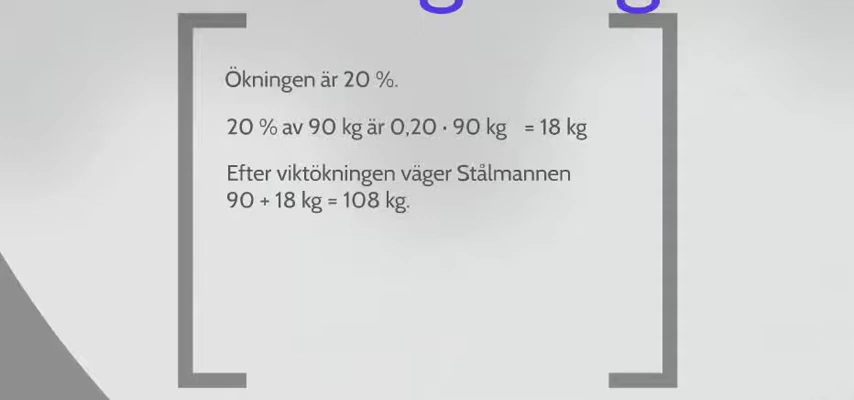 Ökningen är 20 %.
20 % av 90 kg är 0,20 · 90 kg = 18 kg
Efter viktökningen väger Stålmannen
90 + 18 kg = 108 kg.